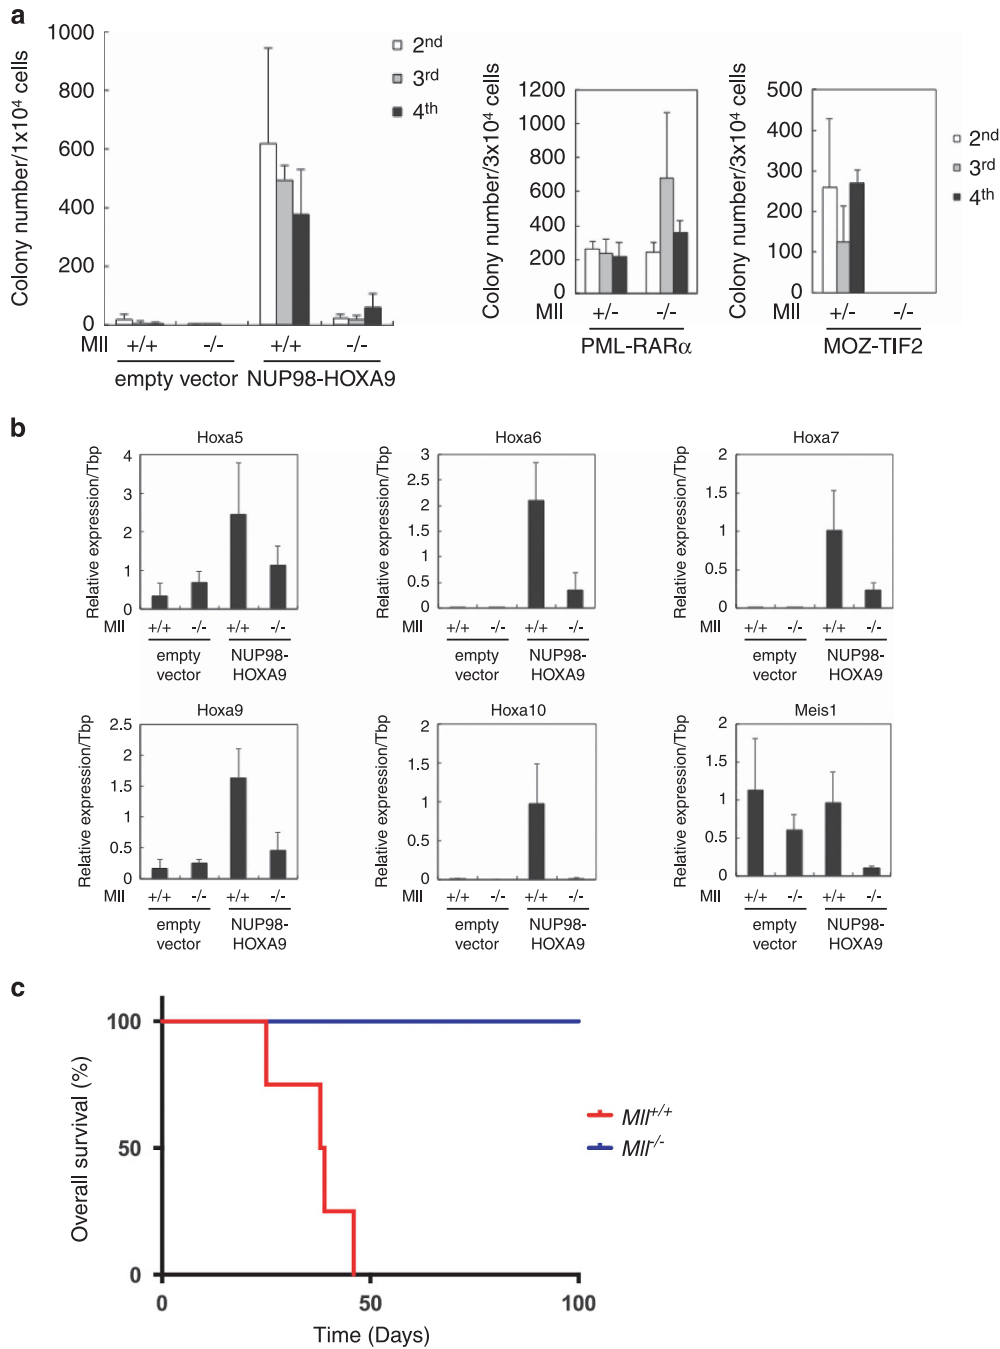 a
1000
800
600
400
200
0
Colony number/1x10⁴ cells
2nd
3rd
4th
Mll +/+ -/- +/+ -/-
empty vector NUP98-HOXA9
1200
1000
800
600
400
200
0
Colony number/3x10⁴ cells
Mll +/- -/-
PML-RARα
500
400
300
200
100
0
Colony number/3x10⁴ cells
Mll +/- -/-
MOZ-TIF2
2nd
3rd
4th
b
Hoxa5
Relative expression/Tbp
4
3
2
1
0
Mll +/+ -/- +/+ -/-
empty vector
NUP98-HOXA9
Hoxa6
Relative expression/Tbp
3
2.5
2
1.5
1
0.5
0
Mll +/+ -/- +/+ -/-
empty vector
NUP98-HOXA9
Hoxa7
Relative expression/Tbp
2
1.5
1
0.5
0
Mll +/+ -/- +/+ -/-
empty vector
NUP98-HOXA9
Hoxa9
Relative expression/Tbp
2.5
2
1.5
1
0.5
0
Mll +/+ -/- +/+ -/-
empty vector
NUP98-HOXA9
Hoxa10
Relative expression/Tbp
2
1.5
1
0.5
0
Mll +/+ -/- +/+ -/-
empty vector
NUP98-HOXA9
Meis1
Relative expression/Tbp
2
1.5
1
0.5
0
Mll +/+ -/- +/+ -/-
empty vector
NUP98-HOXA9
c
Overall survival (%)
100
50
0
0 50 100
Time (Days)
Mll+/+
Mll-/-